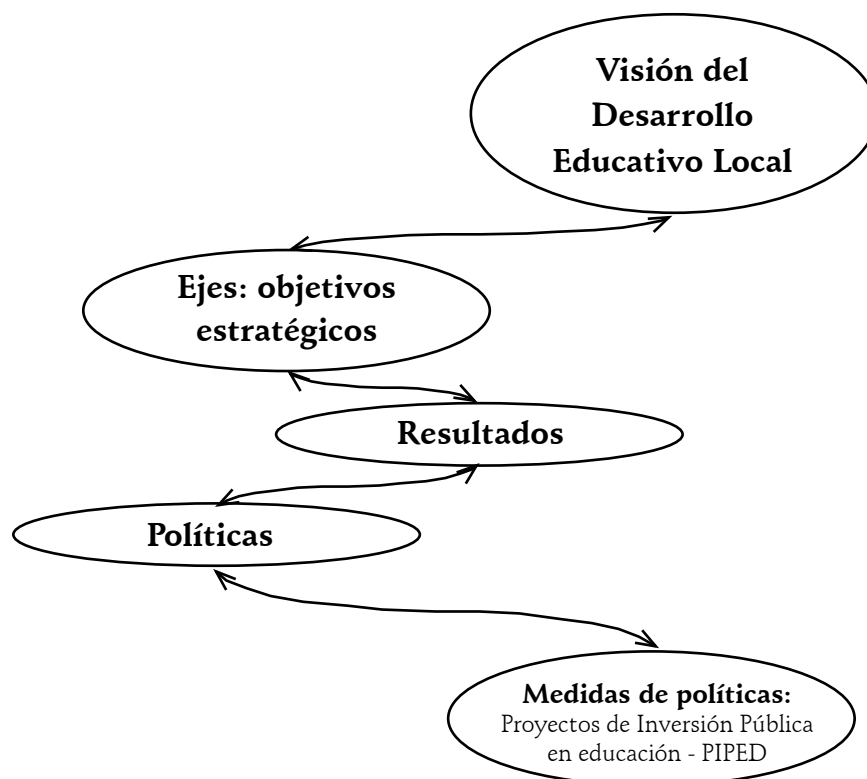 Visión del
Desarrollo
Educativo Local
Ejes: objetivos
estratégicos
Resultados
Políticas
Medidas de políticas:
Proyectos de Inversión Pública
en educación - PIPED